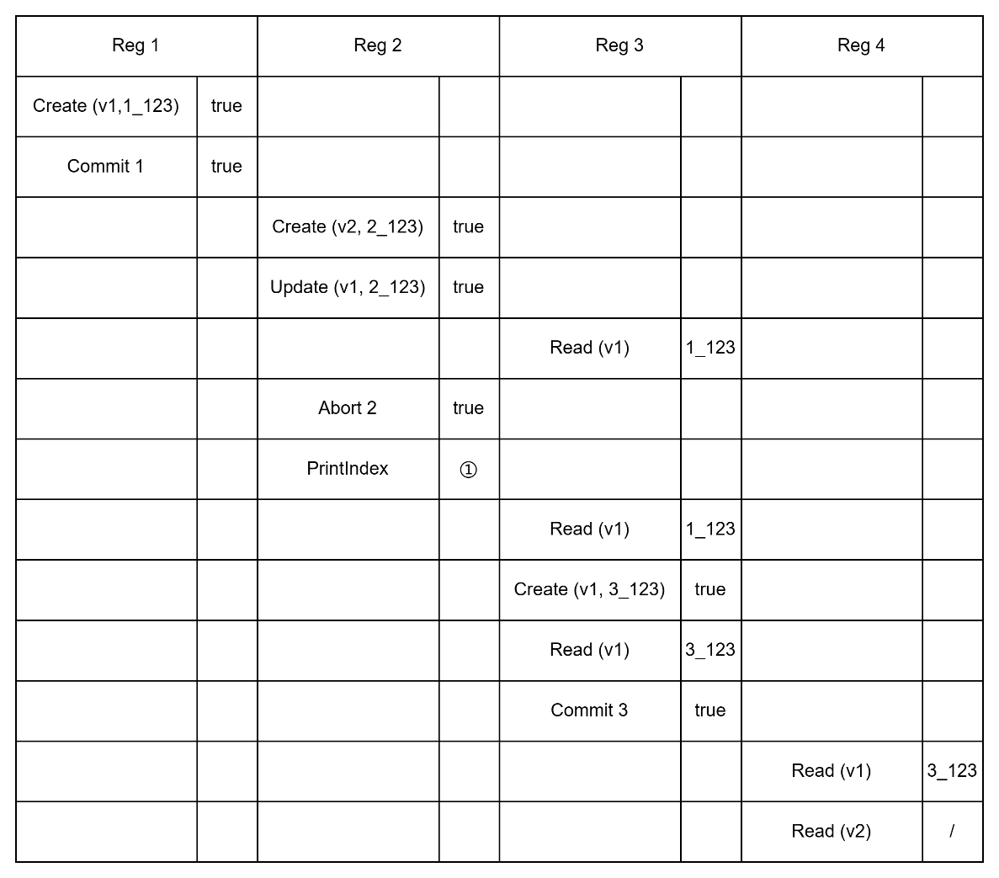 Reg 1 Reg 2 Reg 3 Reg 4
Create (v1,1_123) true
Commit 1 true
Create (v2, 2_123) true
Update (v1, 2_123) true
Read (v1) 1_123
Abort 2 true
PrintIndex ①
Read (v1) 1_123
Create (v1, 3_123) true
Read (v1) 3_123
Commit 3 true
Read (v1) 3_123
Read (v2) /